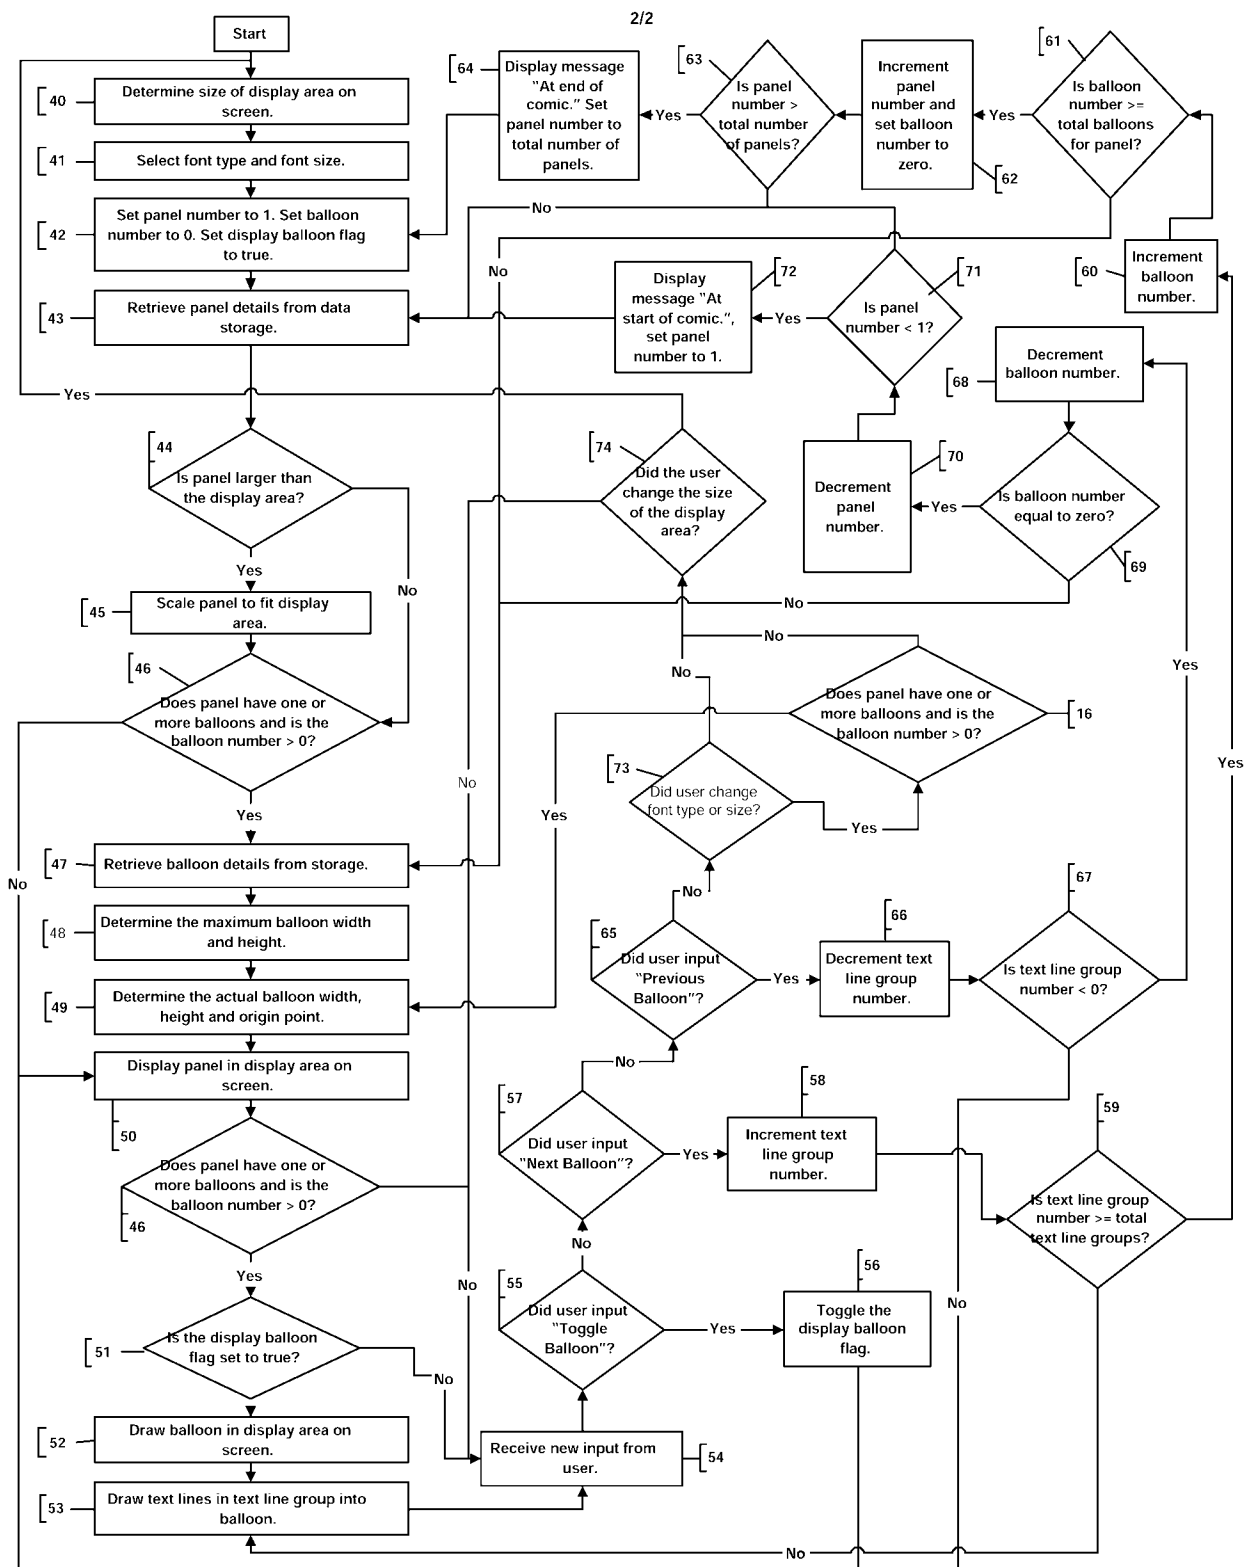 2/2
Start
40
Determine size of display area on
screen.
41
Select font type and font size.
42
Set panel number to 1. Set balloon
number to 0. Set display balloon flag
to true.
43
Retrieve panel details from data
storage.
Yes
44
Is panel larger than
the display area?
Yes
No
45
Scale panel to fit display
area.
46
Does panel have one or
more balloons and is the
balloon number > 0?
Yes
No
47
Retrieve balloon details from storage.
48
Determine the maximum balloon width
and height.
49
Determine the actual balloon width,
height and origin point.
Display panel in display area on
screen.
50
Does panel have one or
more balloons and is the
balloon number > 0?
46
Yes
51
Is the display balloon
flag set to true?
No
52
Draw balloon in display area on
screen.
53
Draw text lines in text line group into
balloon.
64
Display message
"At end of
comic." Set
panel number to
total number of
panels.
Yes
63
Is panel
number >
total number
of panels?
Increment
panel
number and
set balloon
number to
zero.
62
Yes
61
Is balloon
number >=
total balloons
for panel?
No
No
60
Increment
balloon
number.
72
Display
message "At
start of comic.",
set panel
number to 1.
Yes
71
Is panel
number < 1?
68
Decrement
balloon number.
74
Did the user
change the size
of the display
area?
70
Decrement
panel
number.
Yes
Is balloon number
equal to zero?
69
No
No
No
Does panel have one or
more balloons and is the
balloon number > 0?
16
Yes
Yes
73
Did user change
font type or size?
Yes
No
Yes
No
65
Did user input
"Previous
Balloon"?
Yes
66
Decrement text
line group
number.
67
Is text line group
number < 0?
No
57
Did user input
"Next Balloon"?
Yes
58
Increment text
line group
number.
59
Is text line group
number >= total
text line groups?
No
55
Did user input
"Toggle
Balloon"?
Yes
56
Toggle the
display balloon
flag.
No
No
Receive new input from
user.
54
No